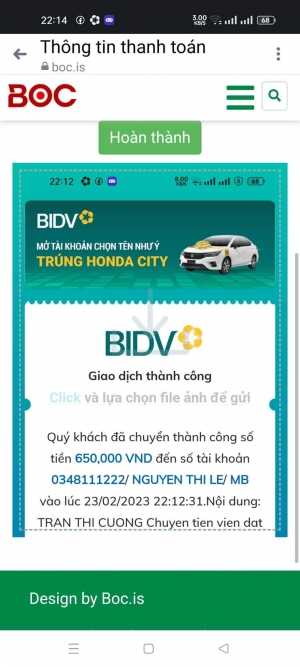 22:14
3.00
KB/S
68
Thông tin thanh toán
boc.is
BOC
Hoàn thành
22:12
8.00
KB/S
68
BIDV
MỞ TÀI KHOẢN CHỌN TÊN NHƯ Ý
TRÚNG HONDA CITY
BIDV
Giao dịch thành công
Click và lựa chọn file ảnh để gửi
Quý khách đã chuyển thành công số
tiền 650,000 VND đến số tài khoản
0348111222/ NGUYEN THI LE/ MB
vào lúc 23/02/2023 22:12:31.Nội dung:
TRAN THI CUONG Chuyen tien vien dat
Design by Boc.is